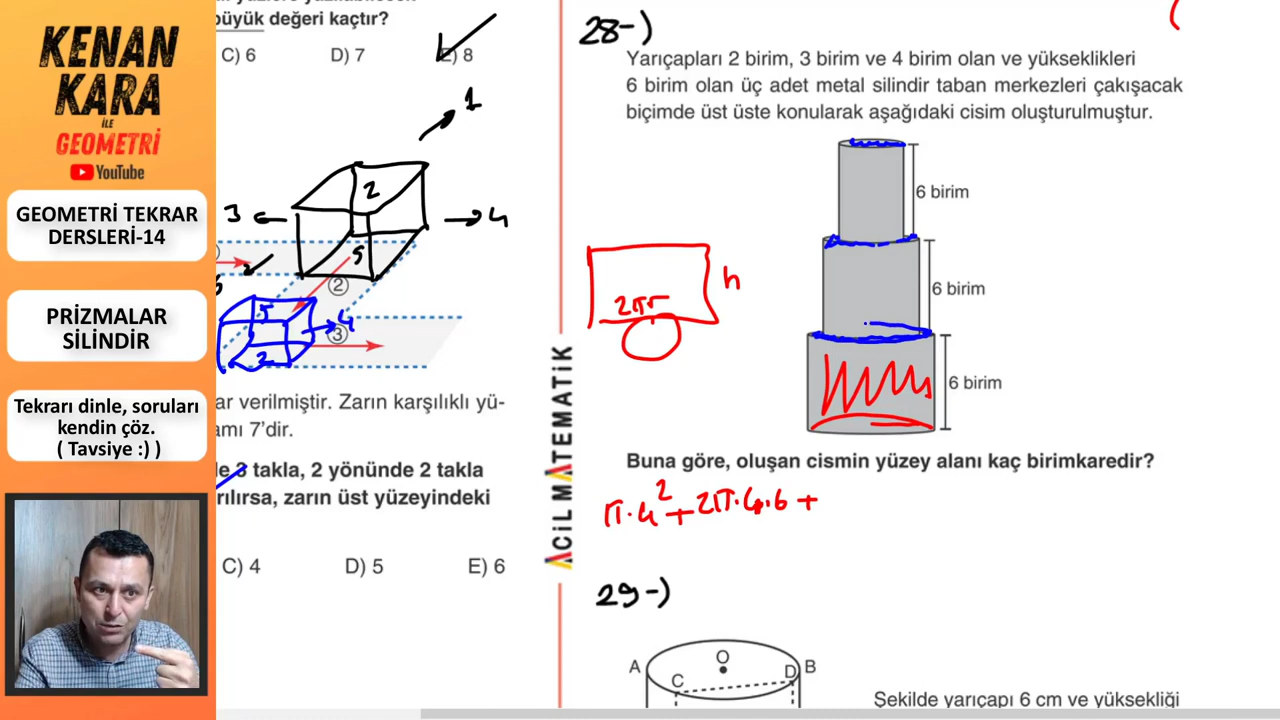 KENAN
KARA
İLE
GEOMETRİ
YouTube
GEOMETRİ TEKRAR
DERSLERİ-14
PRİZMALAR
SİLİNDİR
Tekrarı dinle, soruları
kendin çöz.
( Tavsiye :) )
büyük değeri kaçtır?
C) 6 D) 7 E) 8
1
2
3
4
5
2
5
4
3
2
ar verilmiştir. Zarın karşılıklı yü-
amı 7'dir.
le 3 takla, 2 yönünde 2 takla
rılırsa, zarın üst yüzeyindeki
C) 4 D) 5 E) 6
ACİL MATEMATİK
28-)
Yarıçapları 2 birim, 3 birim ve 4 birim olan ve yükseklikleri
6 birim olan üç adet metal silindir taban merkezleri çakışacak
biçimde üst üste konularak aşağıdaki cisim oluşturulmuştur.
6 birim
6 birim
6 birim
2πr
h
Buna göre, oluşan cismin yüzey alanı kaç birimkaredir?
π·4² + 2π·4·6 +
29-)
A O B
C D
Şekilde yarıçapı 6 cm ve yüksekliği